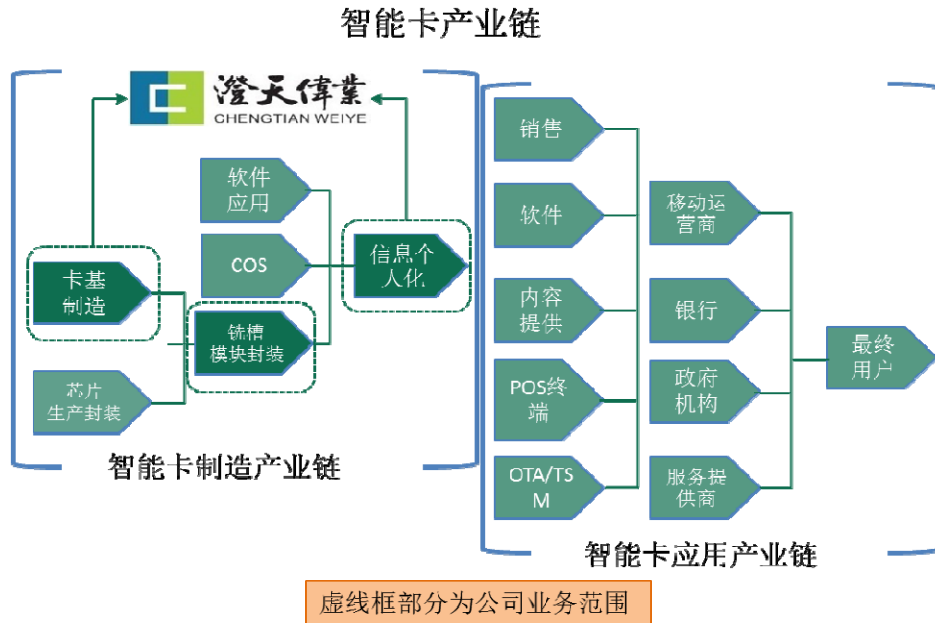 智能卡产业链
澄天偉業
CHENGTIAN WEIYE
软件
应用
COS
信息个
人化
卡基
制造
铣槽
模块封装
芯片
生产封装
智能卡制造产业链
销售
软件
内容
提供
POS终
端
OTA/TS
M
移动运
营商
银行
政府
机构
服务提
供商
最终
用户
智能卡应用产业链
虚线框部分为公司业务范围